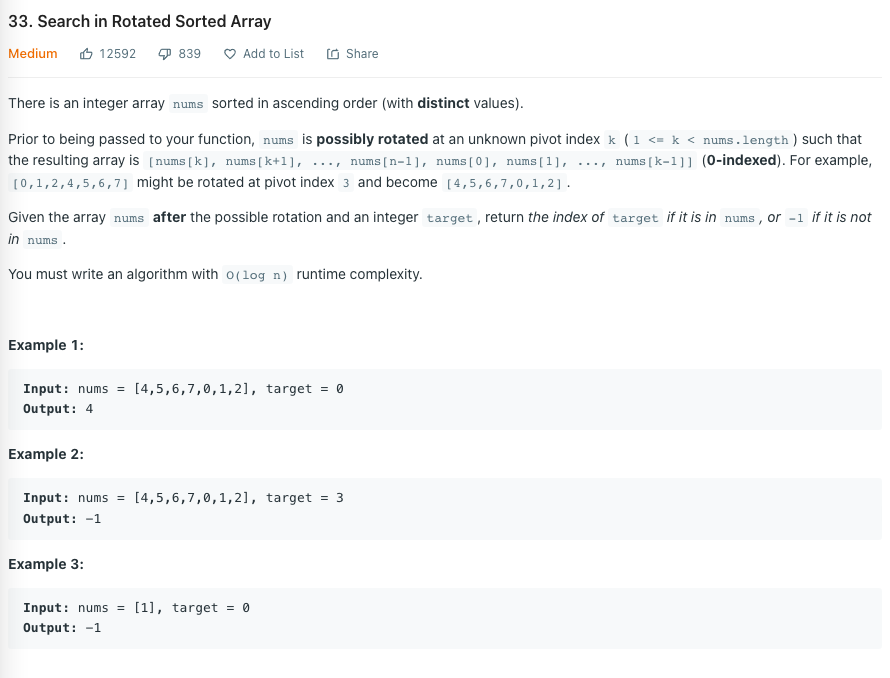 33. Search in Rotated Sorted Array
Medium 12592 839 Add to List Share
There is an integer array nums sorted in ascending order (with distinct values).
Prior to being passed to your function, nums is possibly rotated at an unknown pivot index k (1 <= k < nums.length) such that
the resulting array is [nums[k], nums[k+1], ..., nums[n-1], nums[0], nums[1], ..., nums[k-1]] (0-indexed). For example,
[0,1,2,4,5,6,7] might be rotated at pivot index 3 and become [4,5,6,7,0,1,2].
Given the array nums after the possible rotation and an integer target, return the index of target if it is in nums, or -1 if it is not
in nums.
You must write an algorithm with O(log n) runtime complexity.
Example 1:
Input: nums = [4,5,6,7,0,1,2], target = 0
Output: 4
Example 2:
Input: nums = [4,5,6,7,0,1,2], target = 3
Output: -1
Example 3:
Input: nums = [1], target = 0
Output: -1